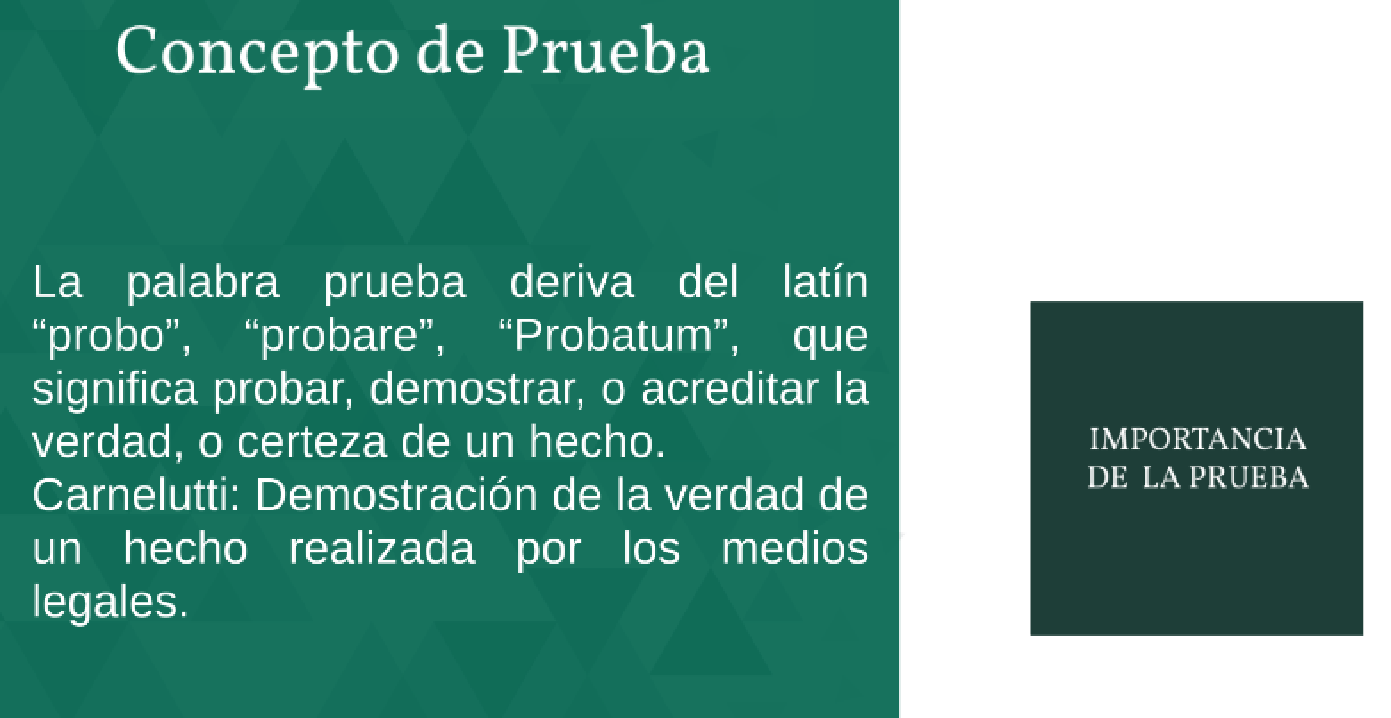 Concepto de Prueba
La palabra prueba deriva del latín
“probo”, “probare”, “Probatum”, que
significa probar, demostrar, o acreditar la
verdad, o certeza de un hecho.
Carnelutti: Demostración de la verdad de
un hecho realizada por los medios
legales.
IMPORTANCIA
DE LA PRUEBA